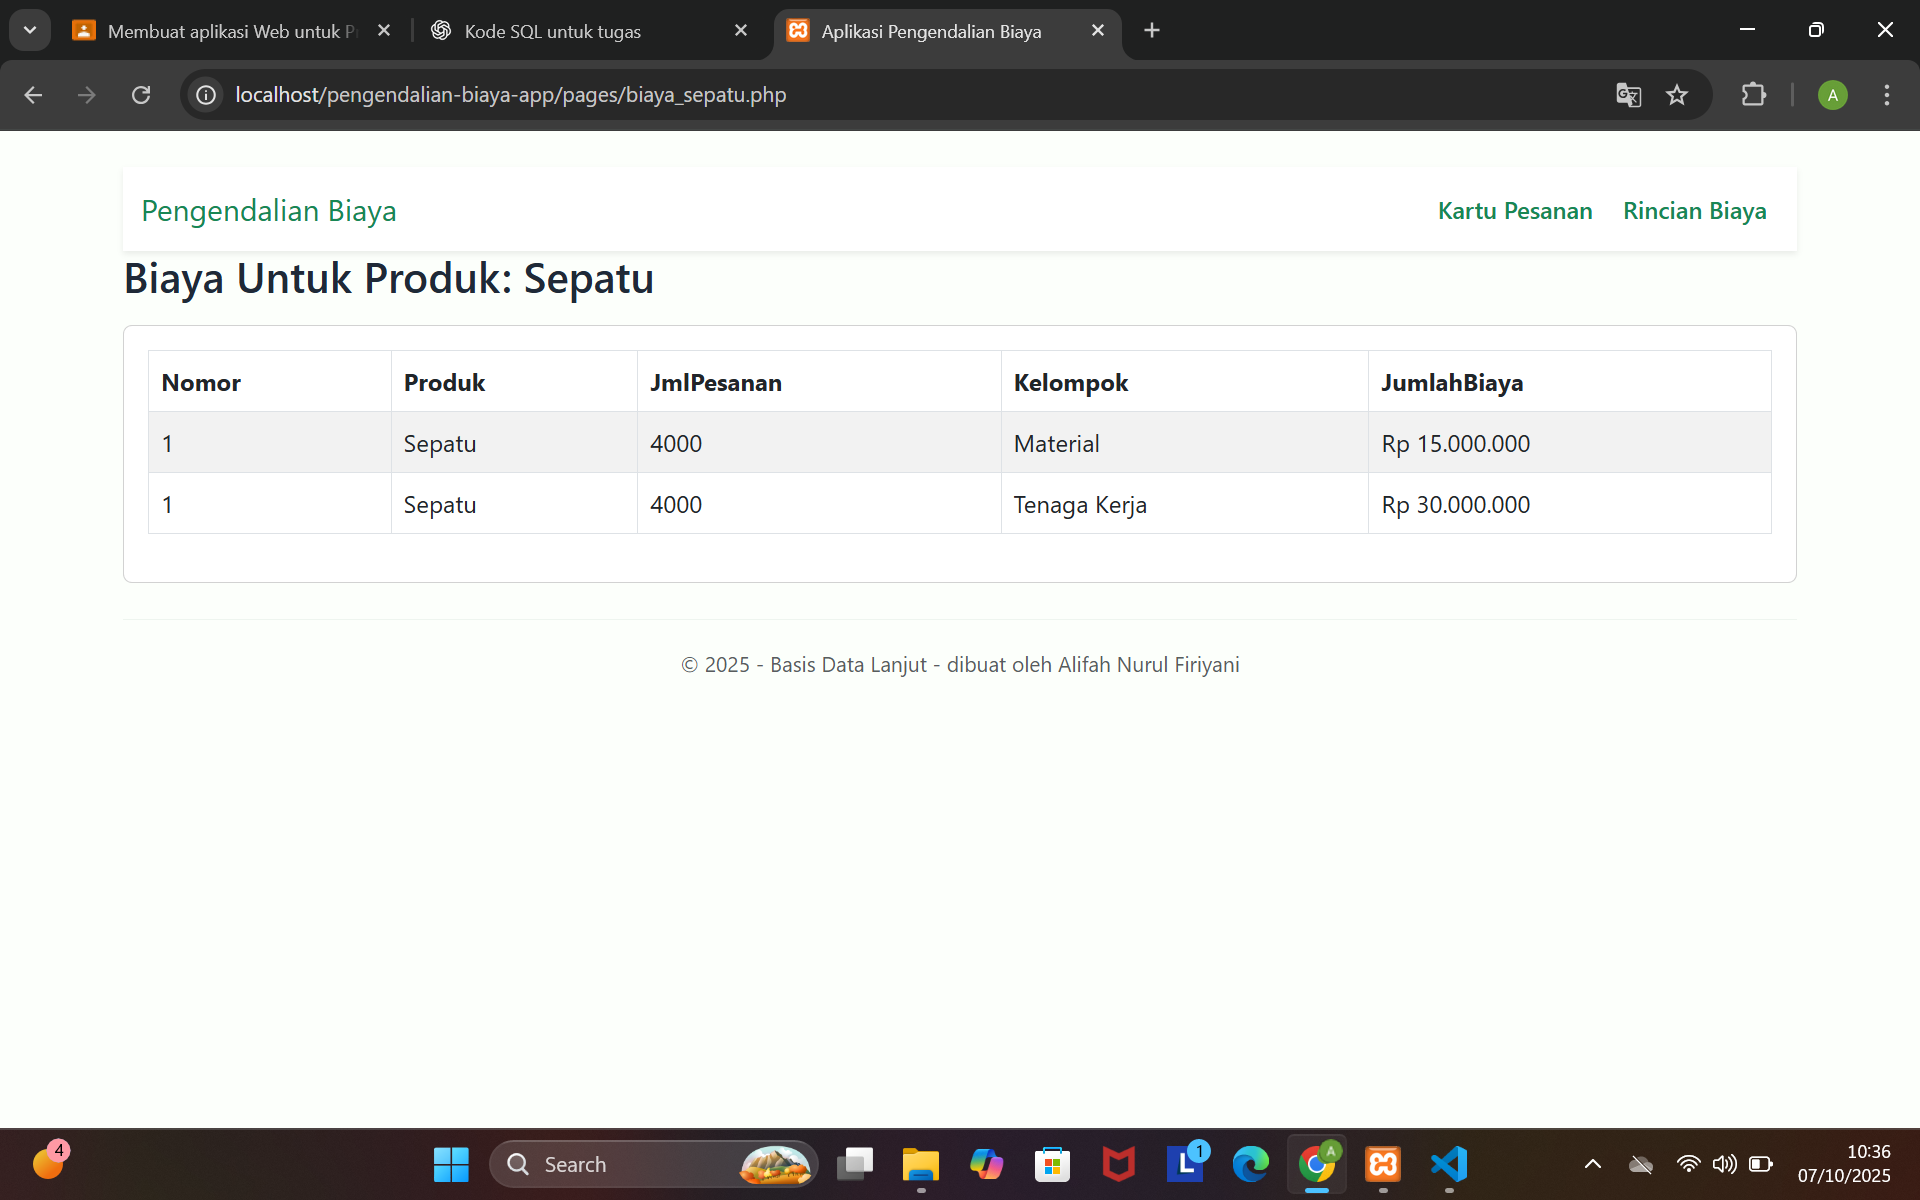 Membuat aplikasi Web untuk P
Kode SQL untuk tugas
Aplikasi Pengendalian Biaya
localhost/pengendalian-biaya-app/pages/biaya_sepatu.php
A
Pengendalian Biaya
Kartu Pesanan Rincian Biaya
Biaya Untuk Produk: Sepatu
Nomor Produk JmlPesanan Kelompok JumlahBiaya
1 Sepatu 4000 Material Rp 15.000.000
1 Sepatu 4000 Tenaga Kerja Rp 30.000.000
© 2025 - Basis Data Lanjut - dibuat oleh Alifah Nurul Firiyani
4
Search
L
1
A
10:36
07/10/2025